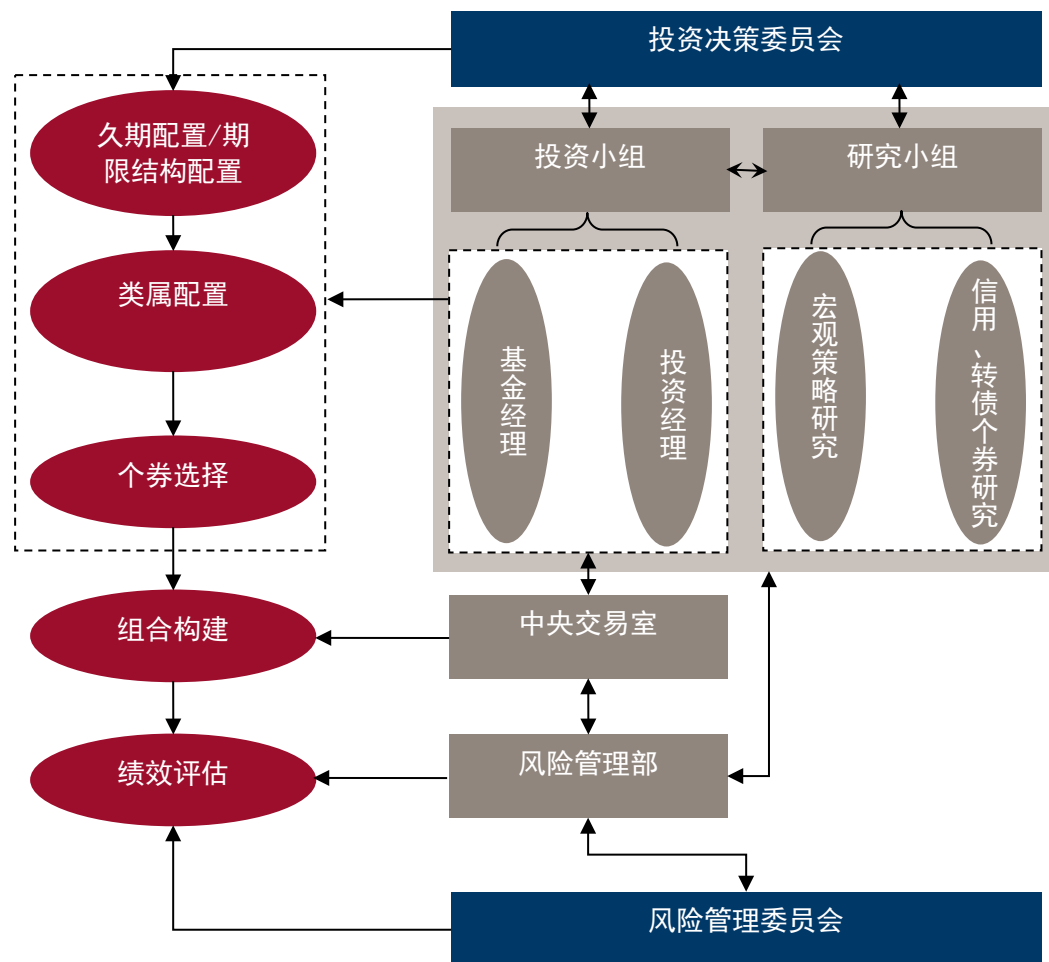 投资决策委员会
久期配置/期
限结构配置
投资小组
研究小组
类属配置
基金经理
投资经理
宏观策略研究
信用、转债个券研究
个券选择
组合构建
中央交易室
绩效评估
风险管理部
风险管理委员会